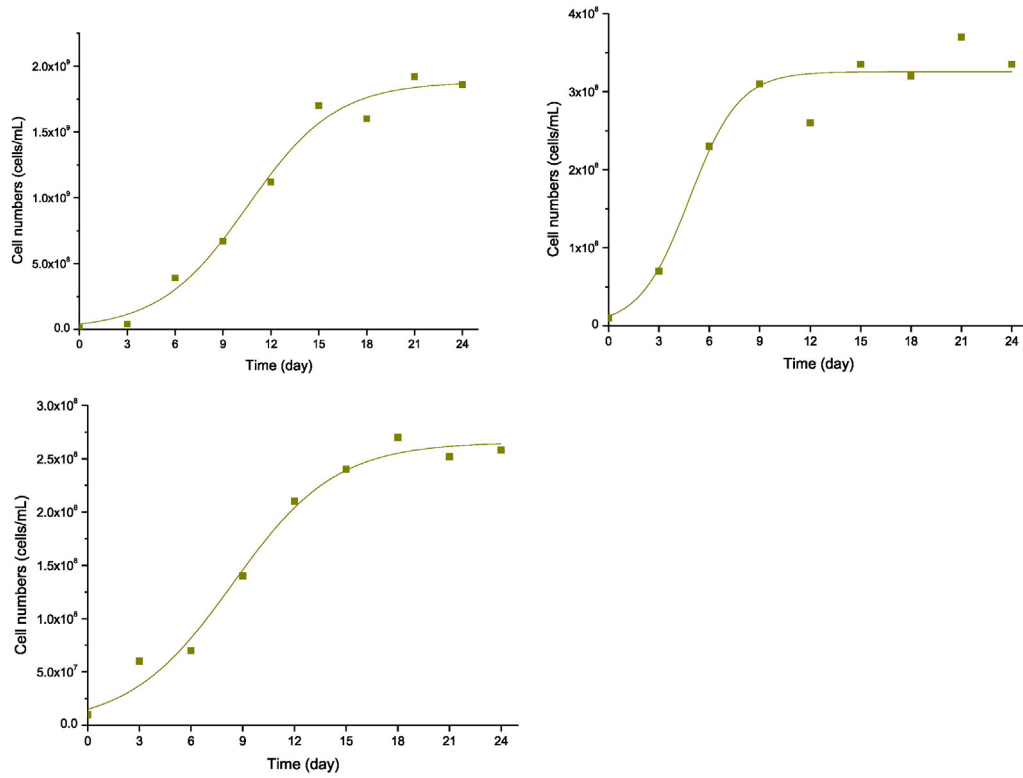 Cell numbers (cells/mL)
2.0x10⁹
1.5x10⁹
1.0x10⁹
5.0x10⁸
0.0
0 3 6 9 12 15 18 21 24
Time (day)
Cell numbers (cells/mL)
4x10⁸
3x10⁸
2x10⁸
1x10⁸
0
0 3 6 9 12 15 18 21 24
Time (day)
Cell numbers (cells/mL)
3.0x10⁸
2.5x10⁸
2.0x10⁸
1.5x10⁸
1.0x10⁸
5.0x10⁷
0.0
0 3 6 9 12 15 18 21 24
Time (day)